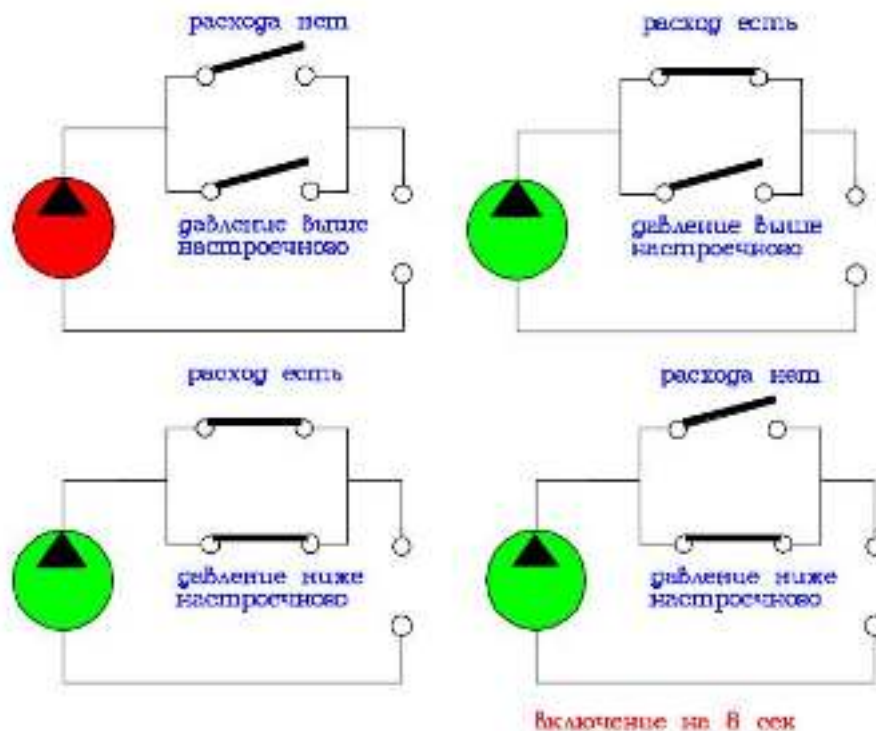 расхода нет
расход есть
давление выше
настроечного
давление выше
настроечного
расход есть
расхода нет
давление ниже
настроечного
давление ниже
настроечного
включение на 8 сек